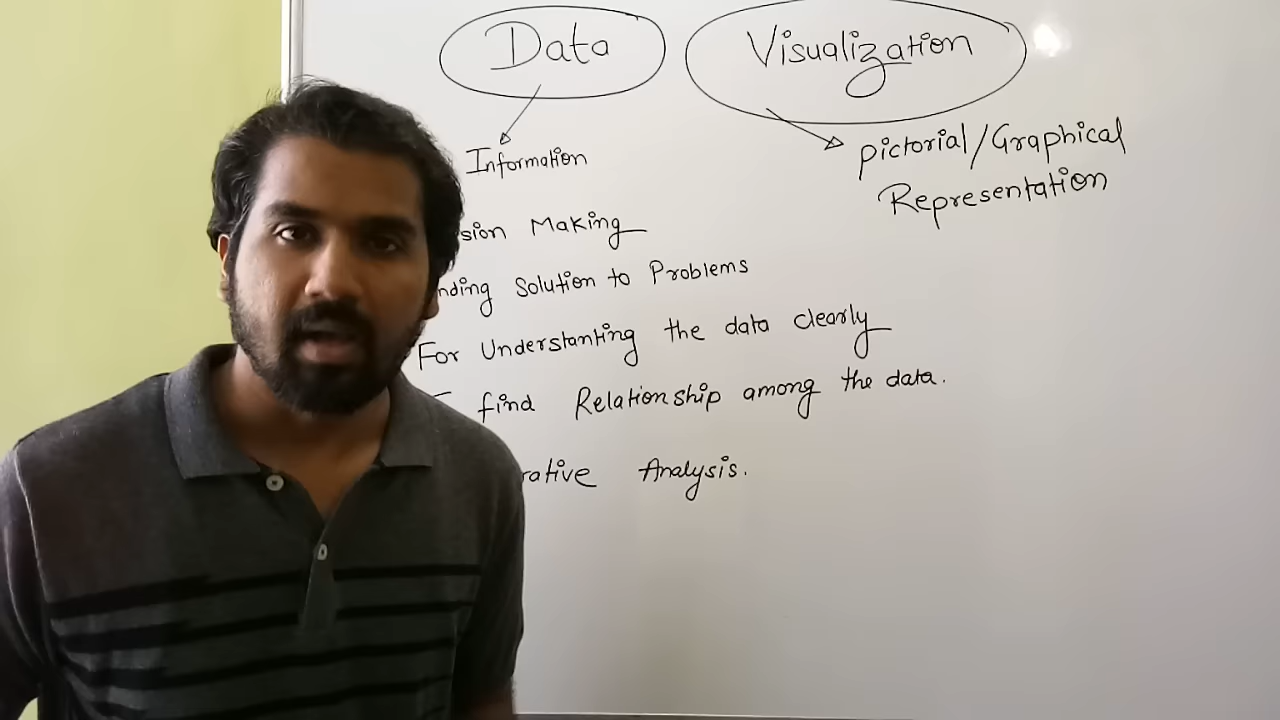 Data Visualization
Information
pictorial/Graphical
Representation
sion Making
nding Solution to Problems
For Understanting the data clearly
find Relationship among the data.
rative Analysis.